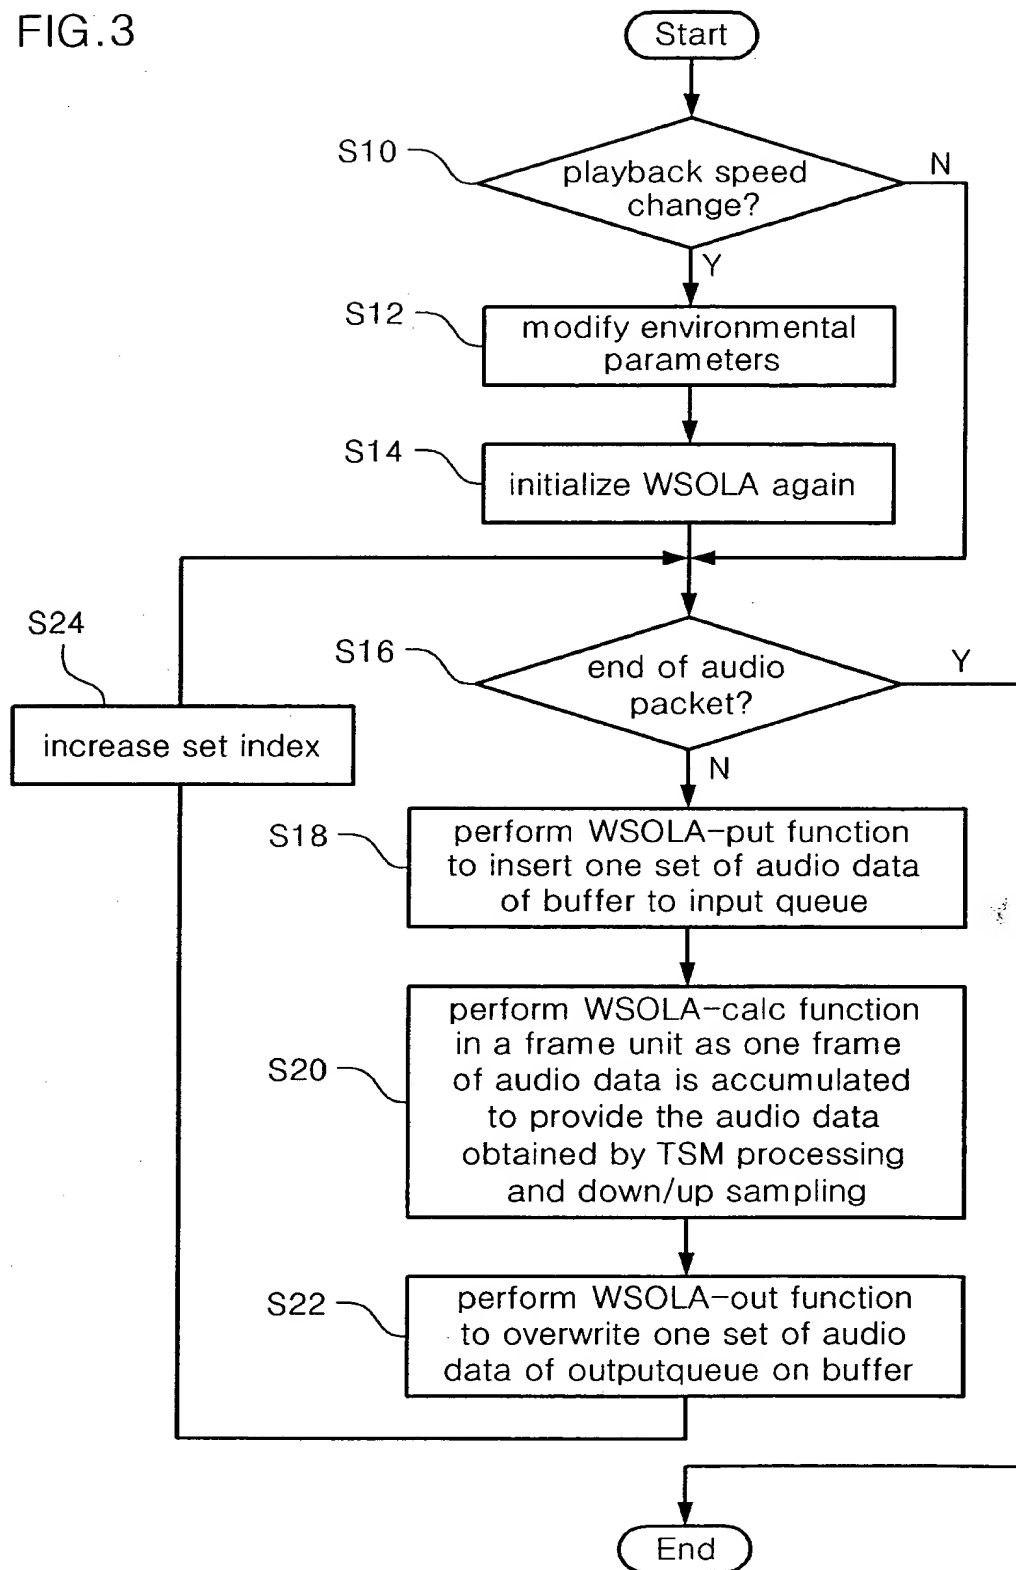 FIG.3
Start
S10
playback speed
change?
N
Y
S12
modify environmental
parameters
S14
initialize WSOLA again
S24
increase set index
S16
end of audio
packet?
Y
N
S18
perform WSOLA-put function
to insert one set of audio data
of buffer to input queue
S20
perform WSOLA-calc function
in a frame unit as one frame
of audio data is accumulated
to provide the audio data
obtained by TSM processing
and down/up sampling
S22
perform WSOLA-out function
to overwrite one set of audio
data of outputqueue on buffer
End